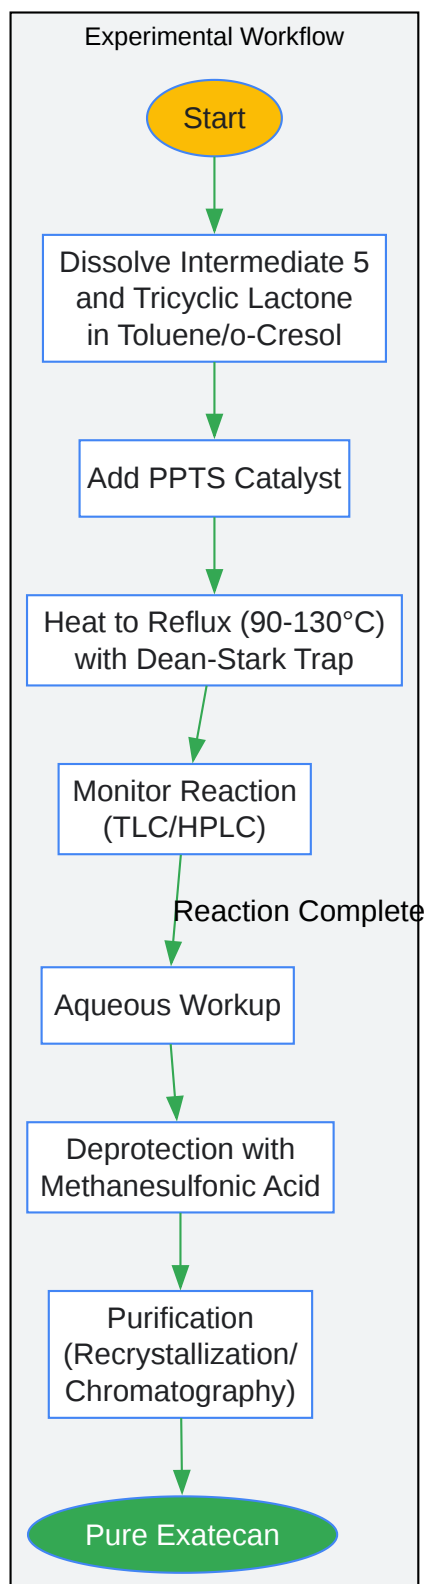 Experimental Workflow
Start
Dissolve Intermediate 5
and Tricyclic Lactone
in Toluene/o-Cresol
Add PPTS Catalyst
Heat to Reflux (90-130°C)
with Dean-Stark Trap
Monitor Reaction
(TLC/HPLC)
Reaction Complete
Aqueous Workup
Deprotection with
Methanesulfonic Acid
Purification
(Recrystallization/
Chromatography)
Pure Exatecan